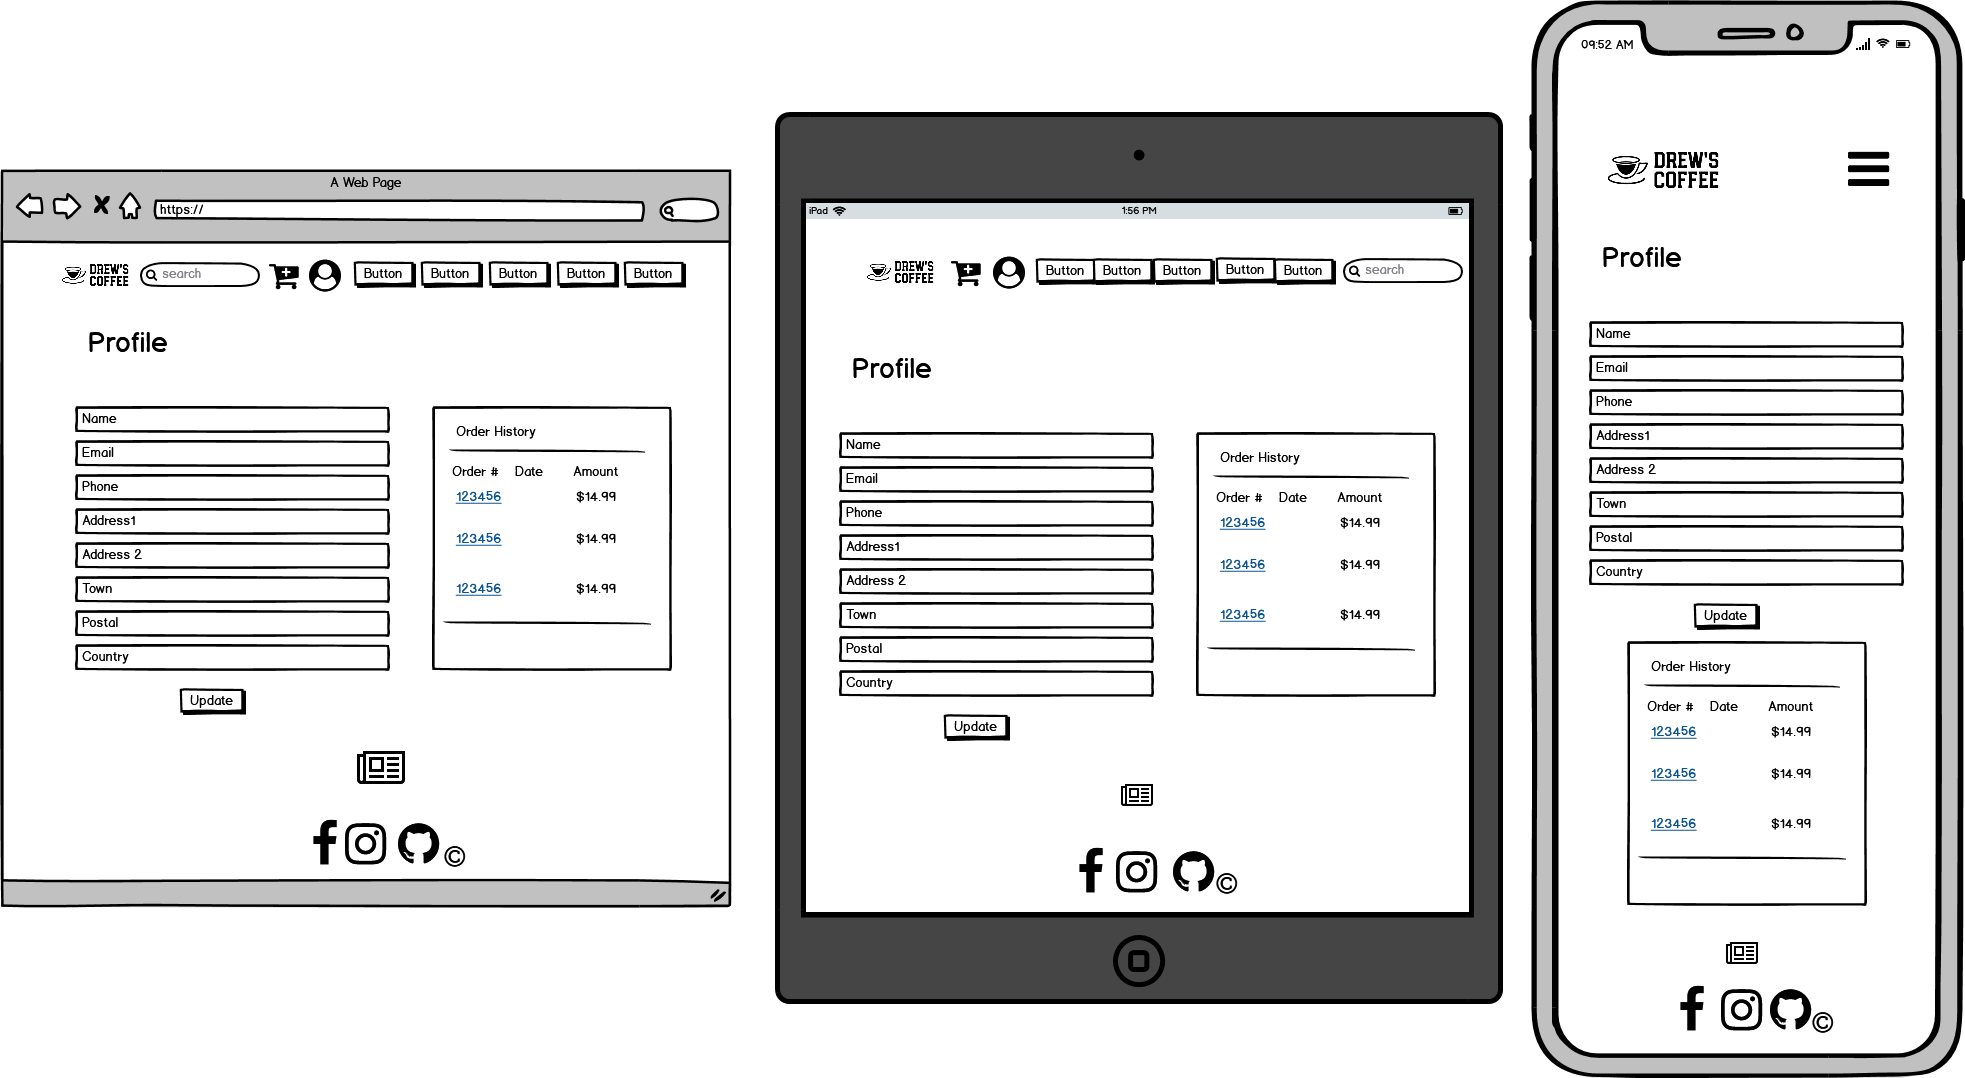 A Web Page
https://
DREW'S
COFFEE
search
Button Button Button Button Button
Profile
Name
Email
Phone
Address1
Address 2
Town
Postal
Country
Update
Order History
Order # Date Amount
123456 $14.99
123456 $14.99
123456 $14.99
©
iPad 1:56 PM
DREW'S
COFFEE
Button Button Button Button Button
search
Profile
Name
Email
Phone
Address1
Address 2
Town
Postal
Country
Update
Order History
Order # Date Amount
123456 $14.99
123456 $14.99
123456 $14.99
©
09:52 AM
DREW'S
COFFEE
Profile
Name
Email
Phone
Address1
Address 2
Town
Postal
Country
Update
Order History
Order # Date Amount
123456 $14.99
123456 $14.99
123456 $14.99
©